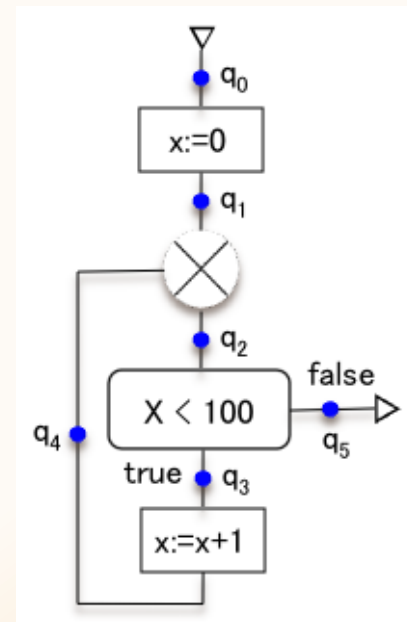 q₀
x:=0
q₁
q₂
false
X < 100
q₅
q₄
true q₃
x:=x+1